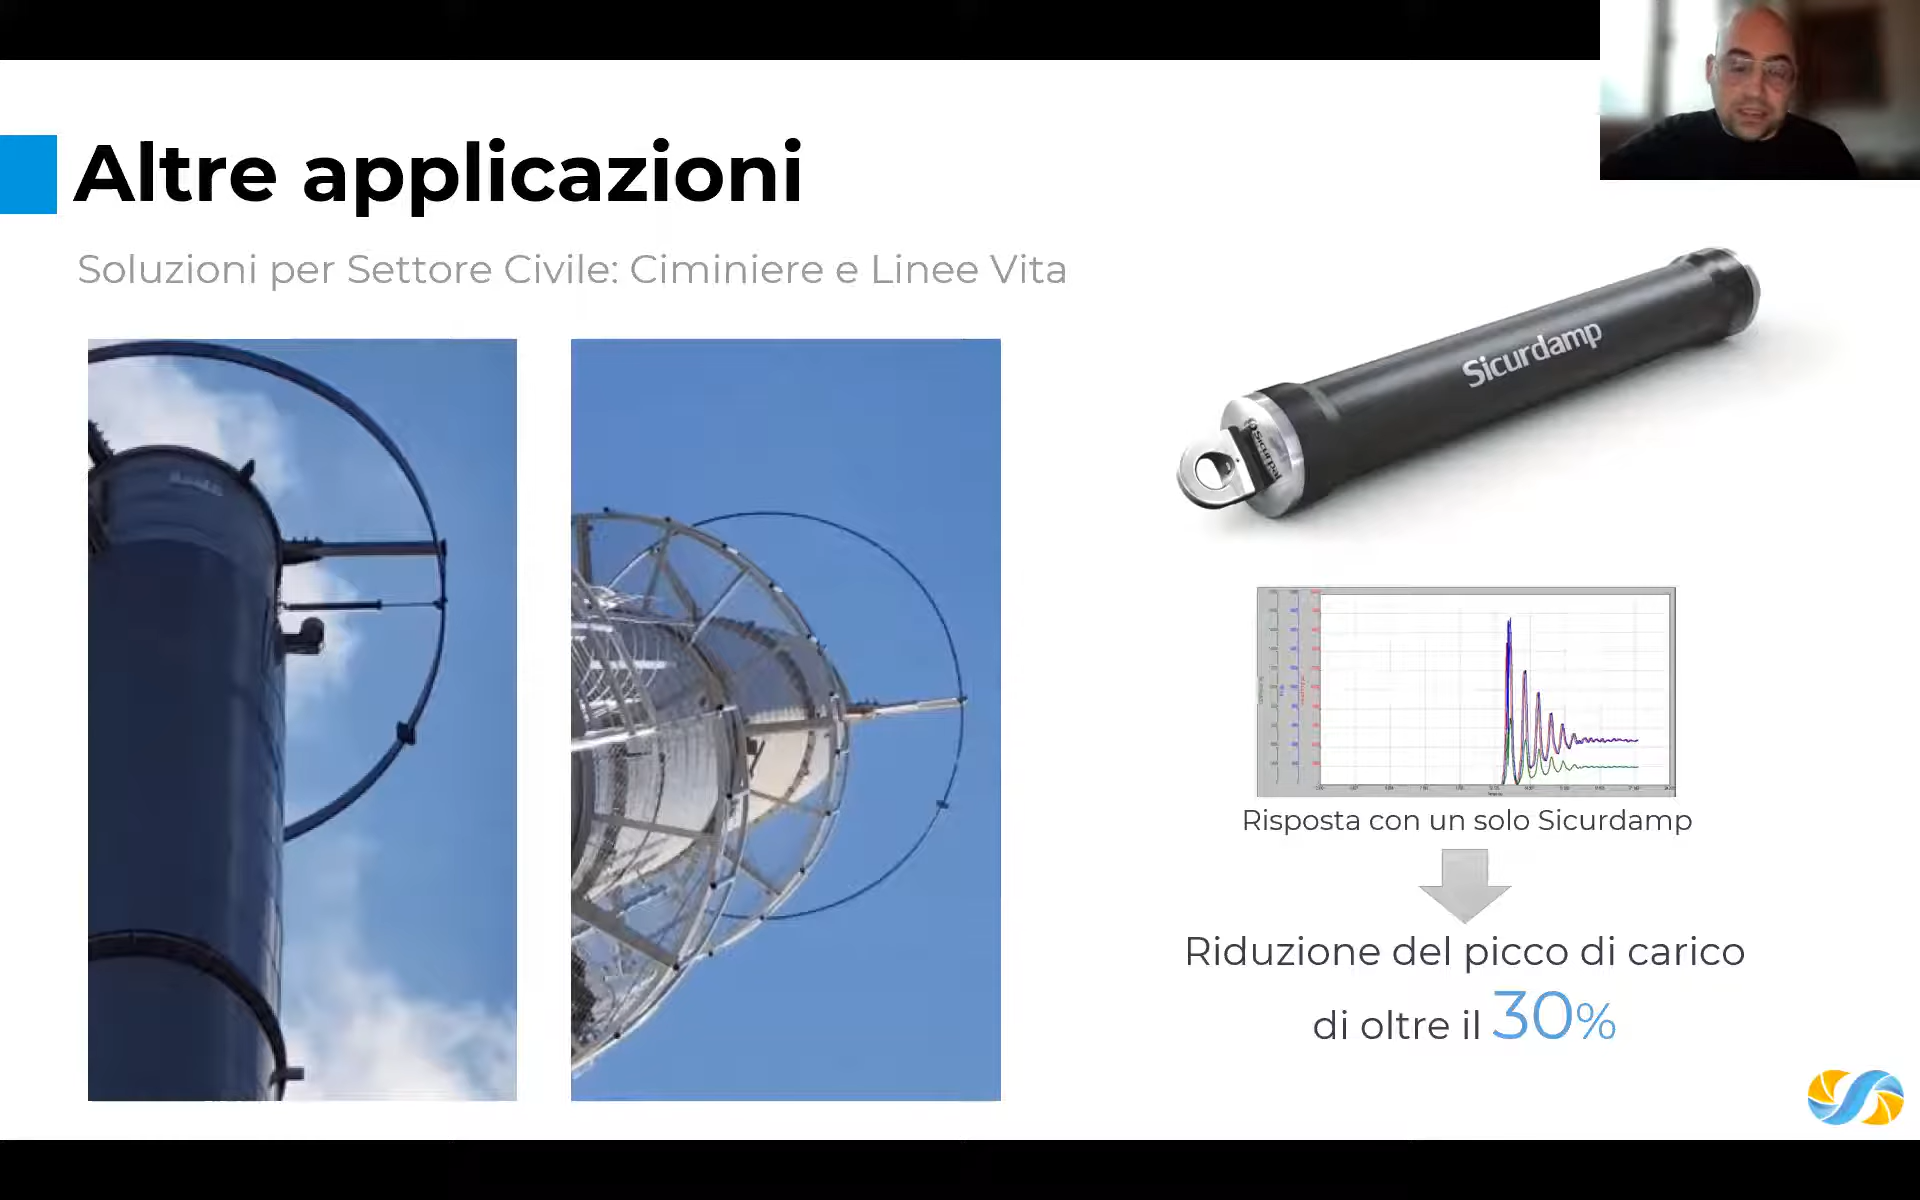 Altre applicazioni
Soluzioni per Settore Civile: Ciminiere e Linee Vita
Sicurdamp
Sicurpal
Risposta con un solo Sicurdamp
Riduzione del picco di carico
di oltre il 30%